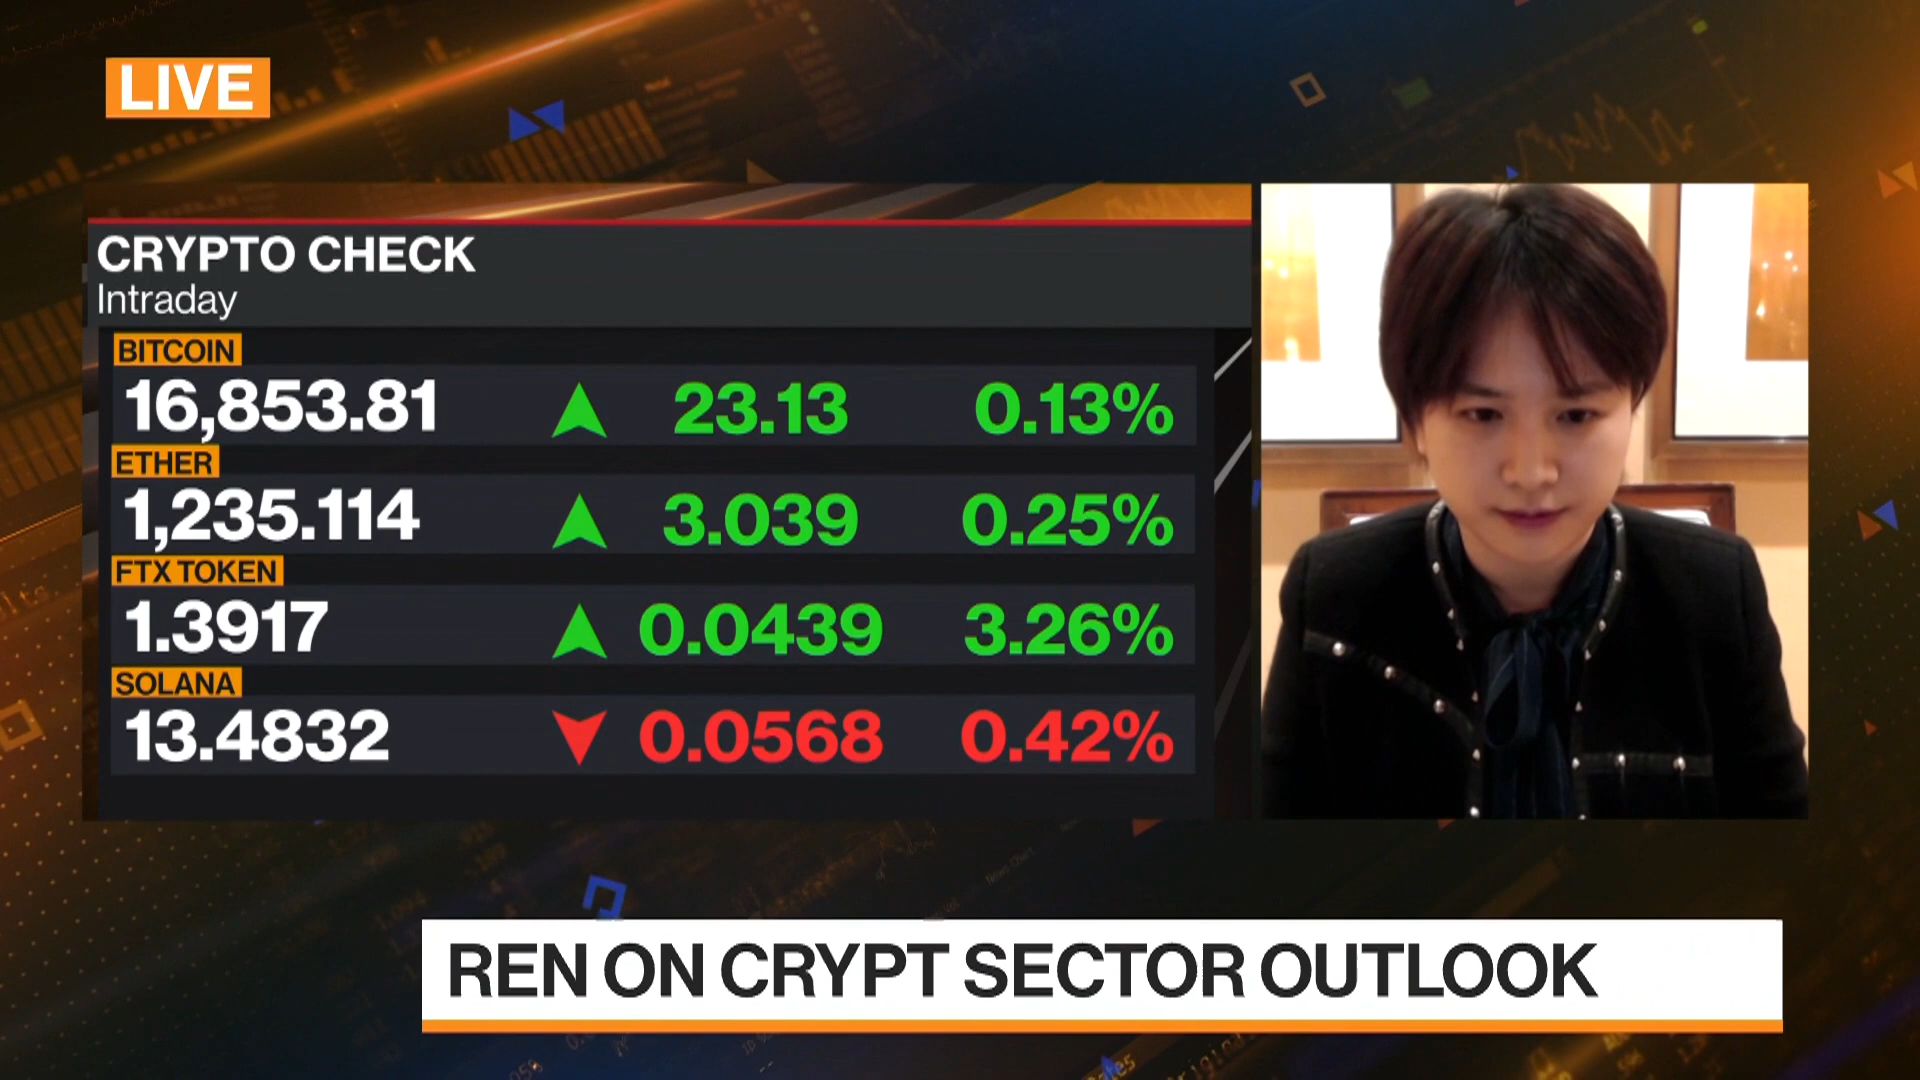 LIVE
CRYPTO CHECK
Intraday
BITCOIN
16,853.81 ▲ 23.13 0.13%
ETHER
1,235.114 ▲ 3.039 0.25%
FTX TOKEN
1.3917 ▲ 0.0439 3.26%
SOLANA
13.4832 ▼ 0.0568 0.42%
REN ON CRYPT SECTOR OUTLOOK